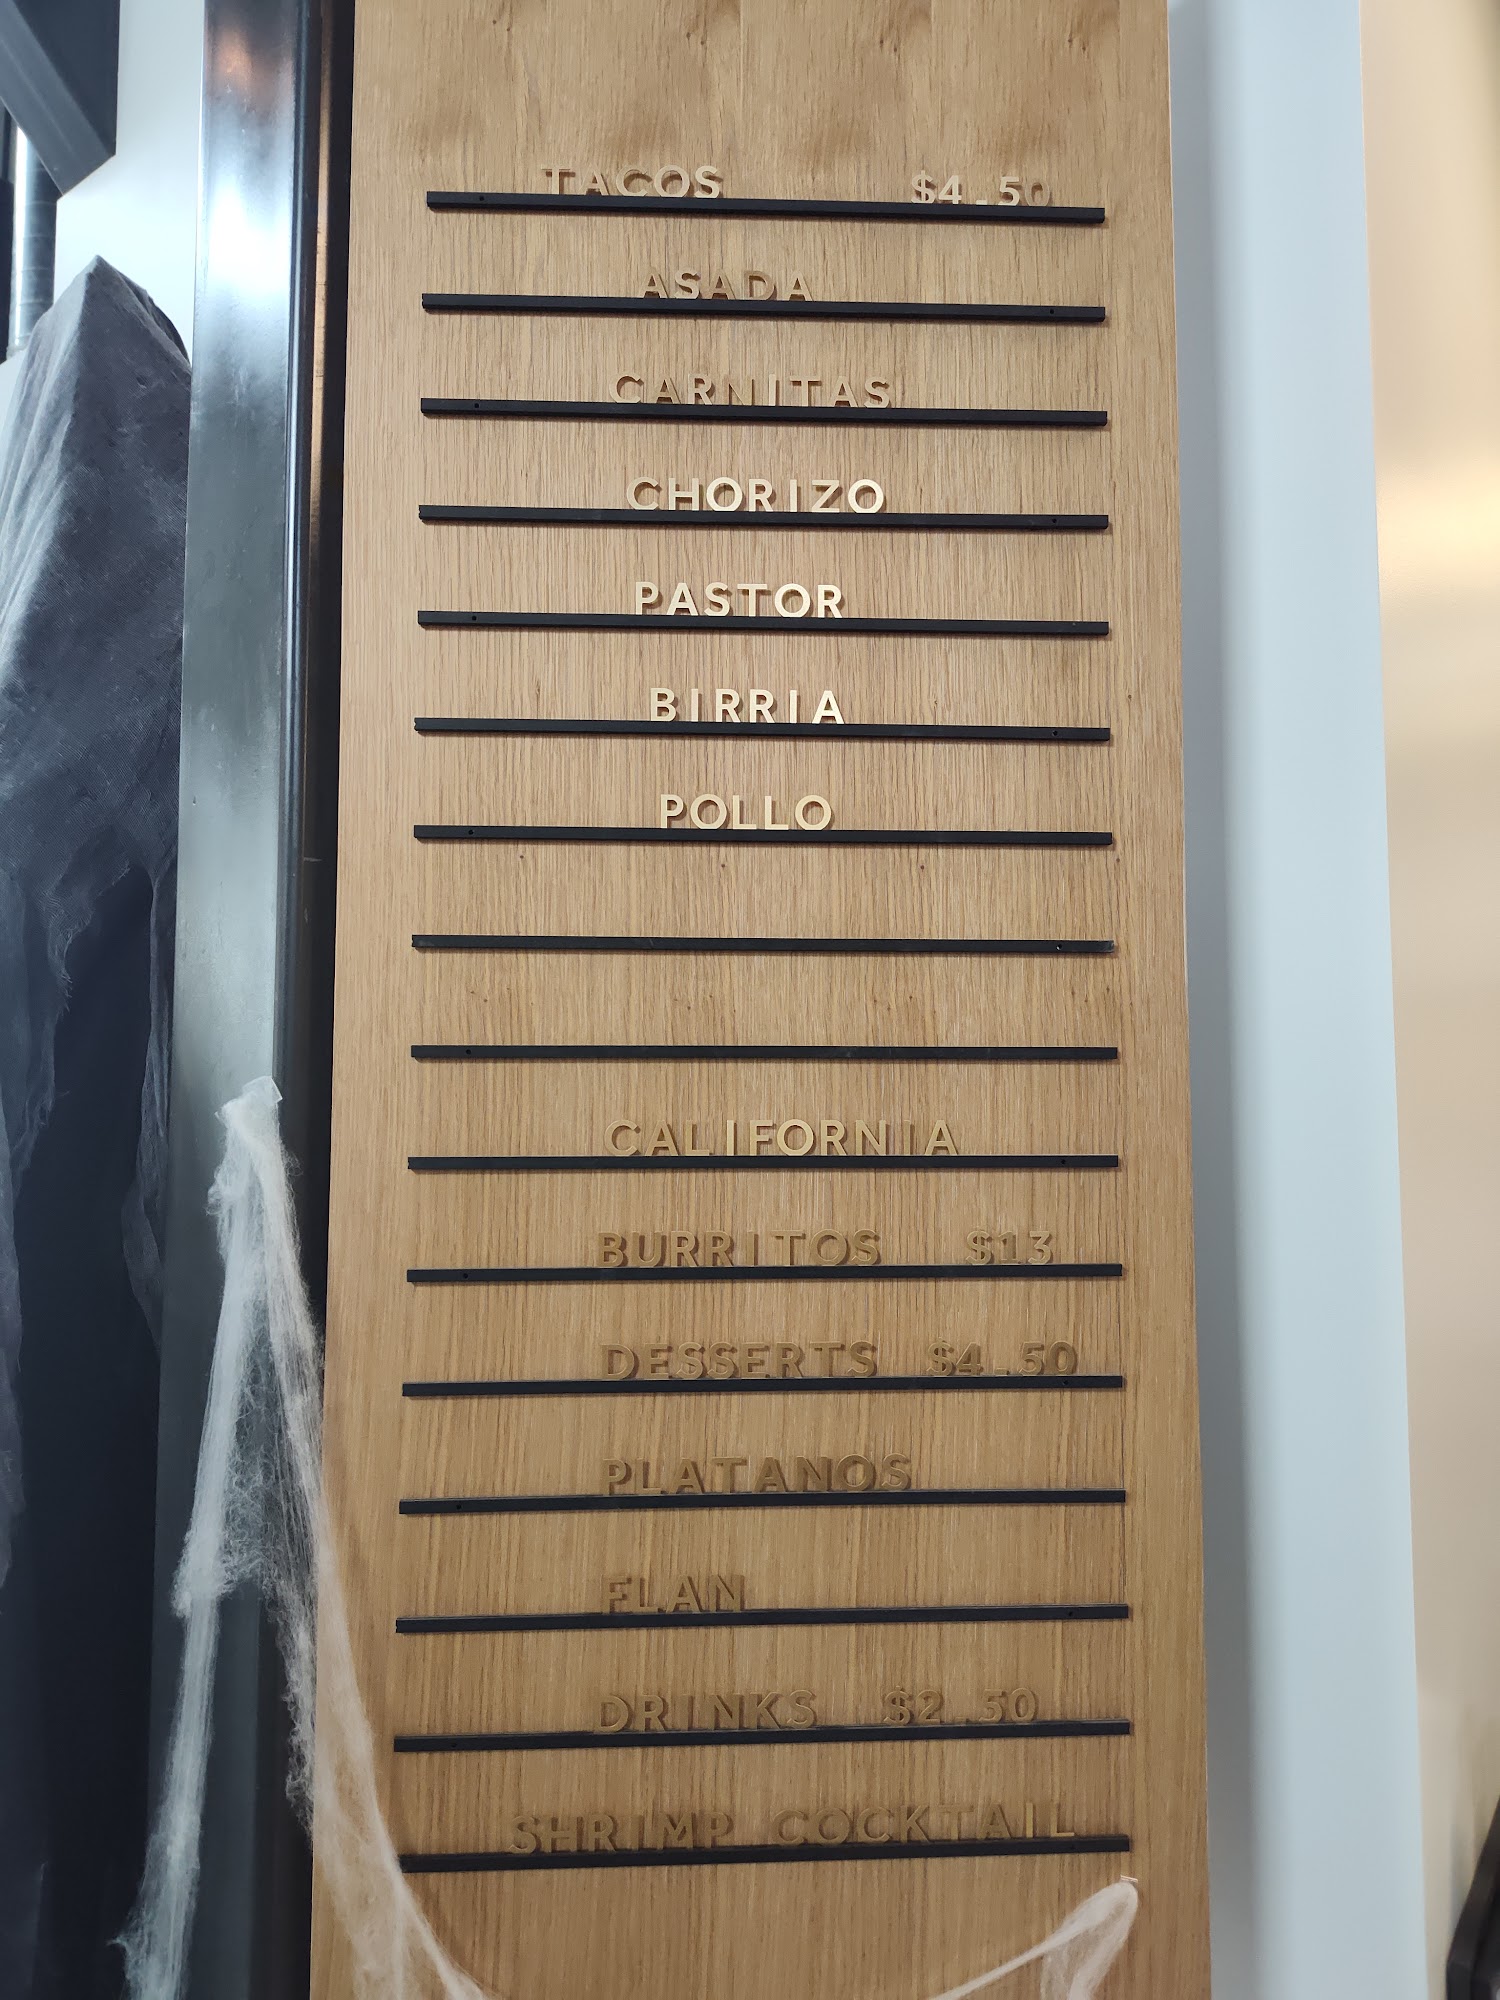 TACOS $4.50
ASADA
CARNITAS
CHORIZO
PASTOR
BIRRIA
POLLO
CALIFORNIA
BURRITOS $13
DESSERTS $4.50
PLATANOS
FLAN
DRINKS $2.50
SHRIMP COCKTAIL